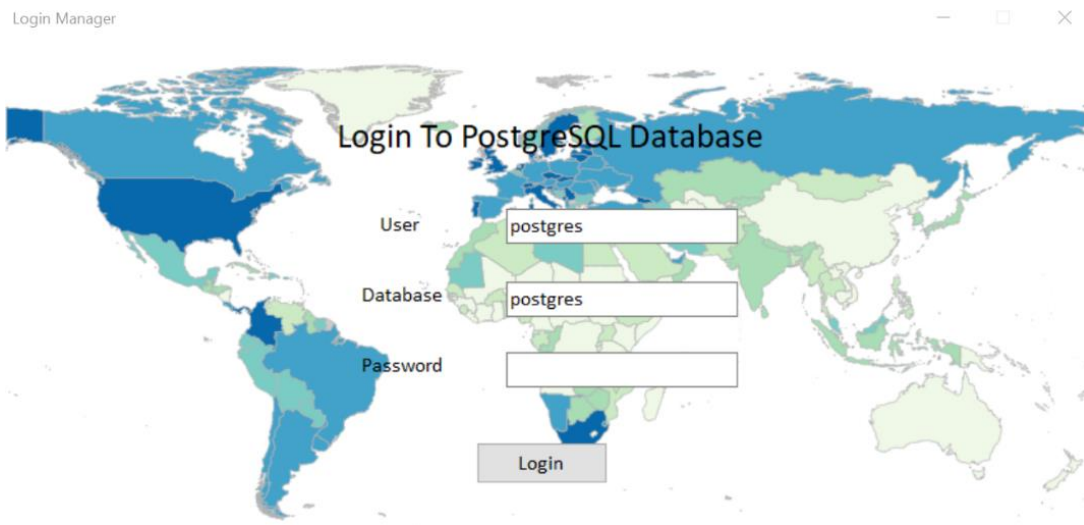 Login Manager
Login To PostgreSQL Database
User postgres
Database postgres
Password
Login